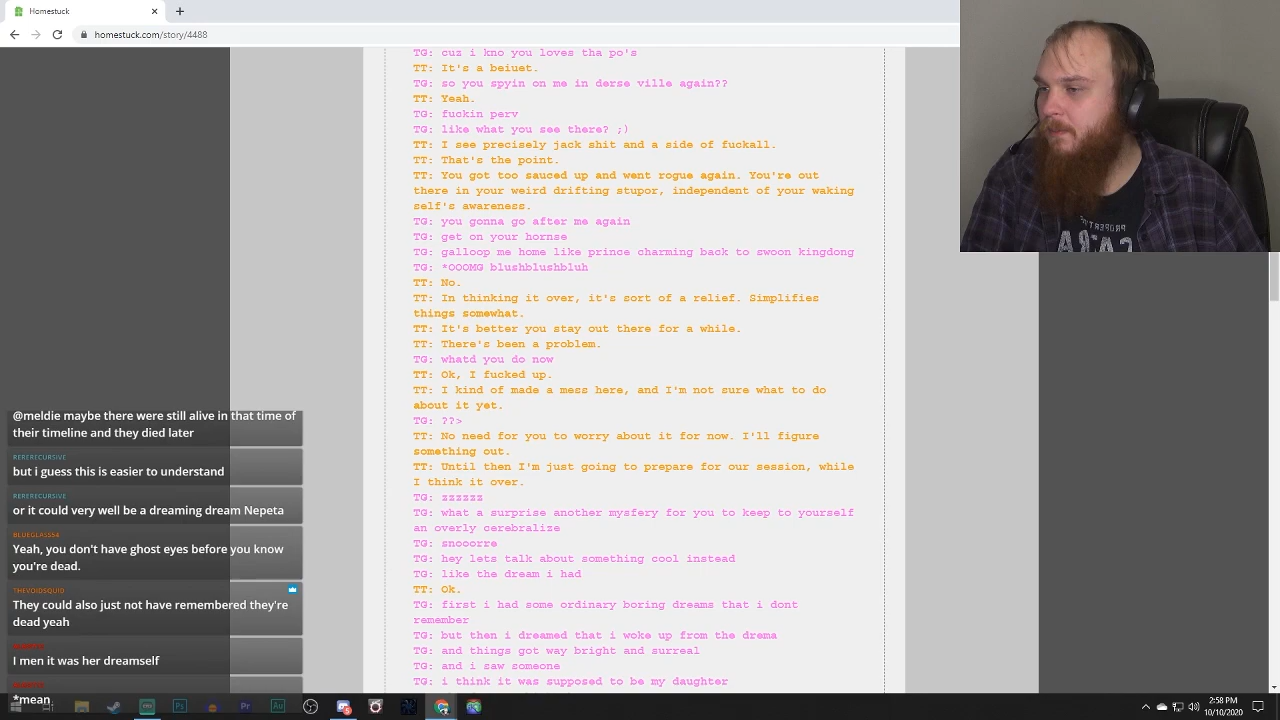 Homestuck
homestuck.com/story/4488
TG: cuz i kno you loves tha po's
TT: It's a beiuet.
TG: so you spyin on me in derse ville again??
TT: Yeah.
TG: fuckin perv
TG: like what you see there? ;)
TT: I see precisely jack shit and a side of fuckall.
TT: That's the point.
TT: You got too sauced up and went rogue again. You're out
there in your weird drifting stupor, independent of your waking
self's awareness.
TG: you gonna go after me again
TG: get on your hornse
TG: galloop me home like prince charming back to swoon kingdong
TG: *OOOMG blushblushbluh
TT: No.
TT: In thinking it over, it's sort of a relief. Simplifies
things somewhat.
TT: It's better you stay out there for a while.
TT: There's been a problem.
TG: whatd you do now
TT: Ok, I fucked up.
TT: I kind of made a mess here, and I'm not sure what to do
about it yet.
TG: ??>
TT: No need for you to worry about it for now. I'll figure
something out.
TT: Until then I'm just going to prepare for our session, while
I think it over.
TG: zzzzzz
TG: what a surprise another mysfery for you to keep to yourself
an overly cerebralize
TG: snooorre
TG: hey lets talk about something cool instead
TG: like the dream i had
TT: Ok.
TG: first i had some ordinary boring dreams that i dont
remember
TG: but then i dreamed that i woke up from the drema
TG: and things got way bright and surreal
TG: and i saw someone
TG: i think it was supposed to be my daughter
@meldie maybe there were still alive in that time of
their timeline and they died later
RERERECURSIVE
but i guess this is easier to understand
RERERECURSIVE
or it could very well be a dreaming dream Nepeta
BLUEGLASS54
Yeah, you don't have ghost eyes before you know
you're dead.
THEVOIDSQUID
They could also just not have remembered they're
dead yeah
I men it was her dreamself
*mean
2:58 PM
10/10/2020